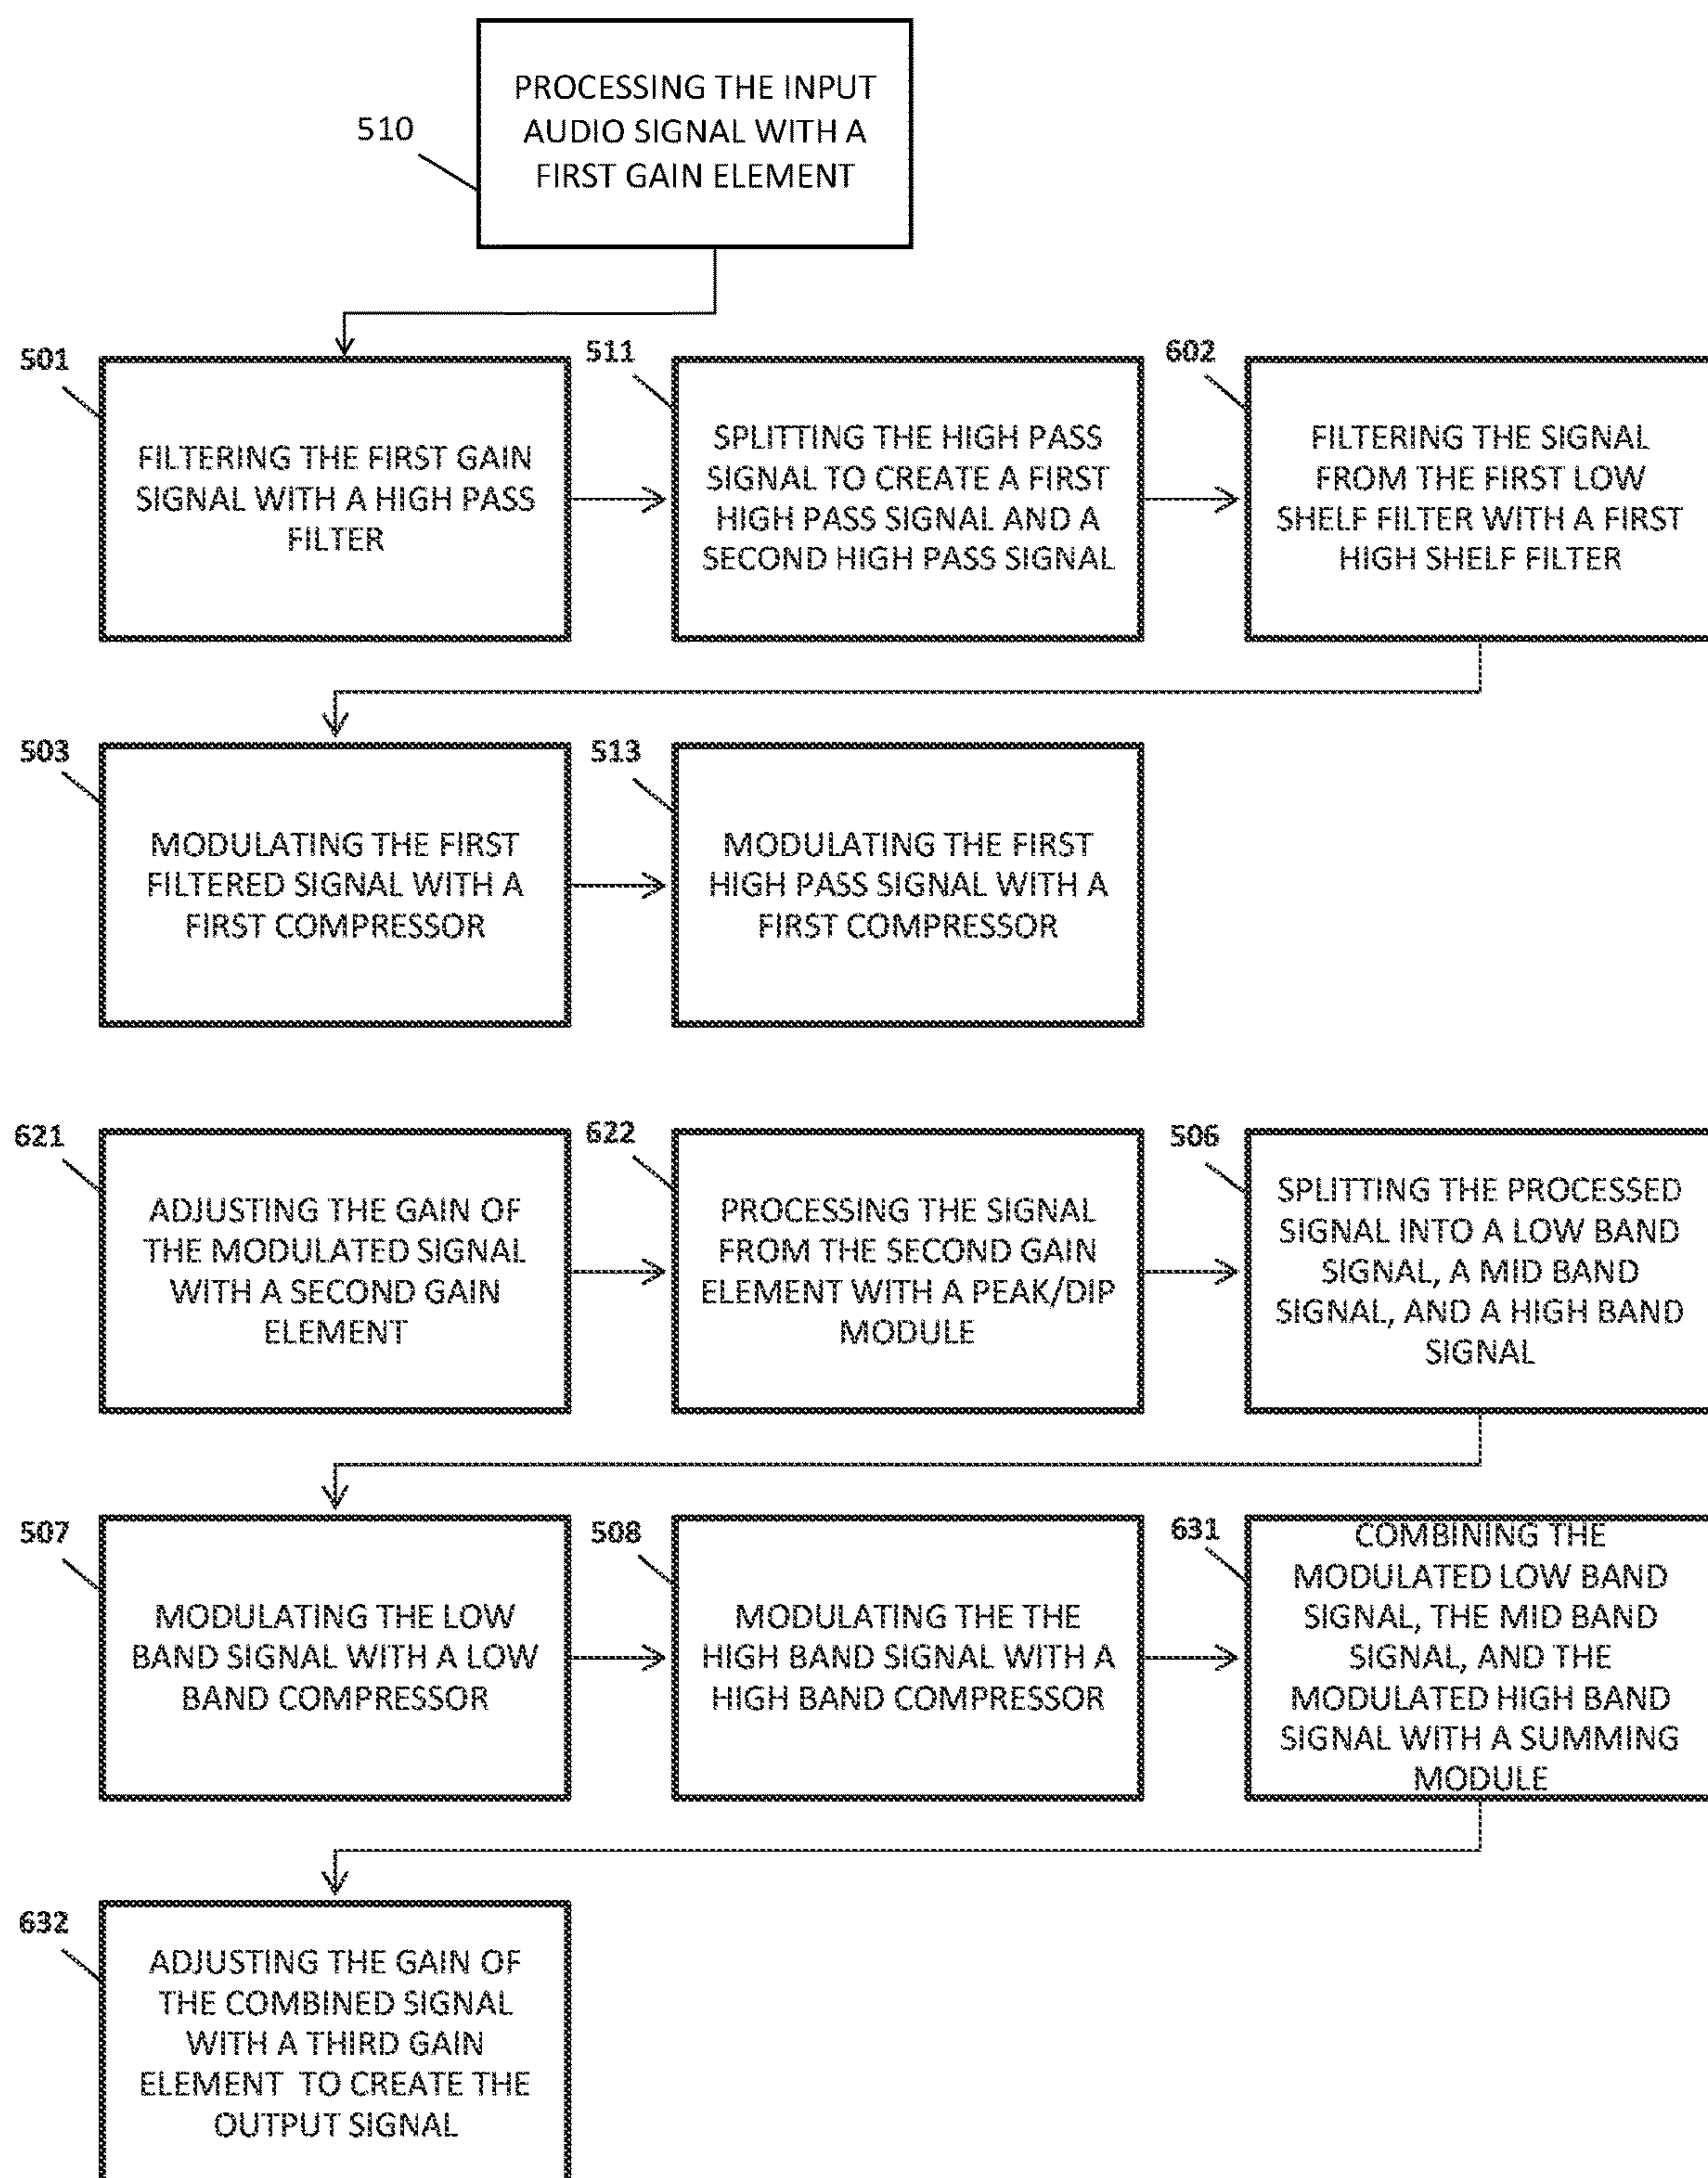 510
PROCESSING THE INPUT
AUDIO SIGNAL WITH A
FIRST GAIN ELEMENT
501
FILTERING THE FIRST GAIN
SIGNAL WITH A HIGH PASS
FILTER
511
SPLITTING THE HIGH PASS
SIGNAL TO CREATE A FIRST
HIGH PASS SIGNAL AND A
SECOND HIGH PASS SIGNAL
602
FILTERING THE SIGNAL
FROM THE FIRST LOW
SHELF FILTER WITH A FIRST
HIGH SHELF FILTER
503
MODULATING THE FIRST
FILTERED SIGNAL WITH A
FIRST COMPRESSOR
513
MODULATING THE FIRST
HIGH PASS SIGNAL WITH A
FIRST COMPRESSOR
621
ADJUSTING THE GAIN OF
THE MODULATED SIGNAL
WITH A SECOND GAIN
ELEMENT
622
PROCESSING THE SIGNAL
FROM THE SECOND GAIN
ELEMENT WITH A PEAK/DIP
MODULE
506
SPLITTING THE PROCESSED
SIGNAL INTO A LOW BAND
SIGNAL, A MID BAND
SIGNAL, AND A HIGH BAND
SIGNAL
507
MODULATING THE LOW
BAND SIGNAL WITH A LOW
BAND COMPRESSOR
508
MODULATING THE THE
HIGH BAND SIGNAL WITH A
HIGH BAND COMPRESSOR
631
COMBINING THE
MODULATED LOW BAND
SIGNAL, THE MID BAND
SIGNAL, AND THE
MODULATED HIGH BAND
SIGNAL WITH A SUMMING
MODULE
632
ADJUSTING THE GAIN OF
THE COMBINED SIGNAL
WITH A THIRD GAIN
ELEMENT TO CREATE THE
OUTPUT SIGNAL